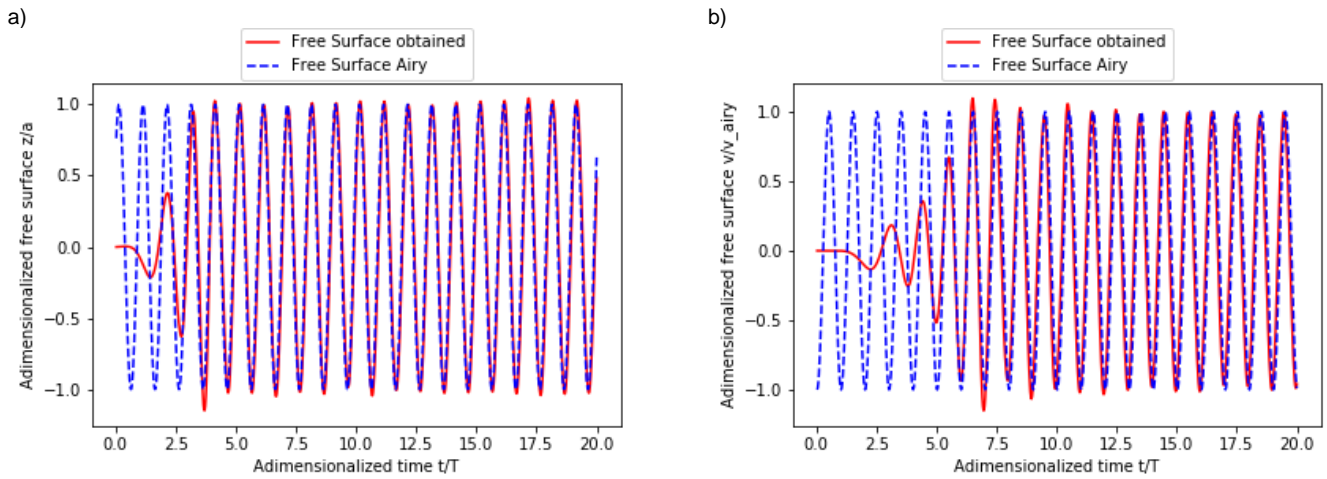 a)
Free Surface obtained
Free Surface Airy
Adimensionalized free surface z/a
1.0
0.5
0.0
−0.5
−1.0
0.0 2.5 5.0 7.5 10.0 12.5 15.0 17.5 20.0
Adimensionalized time t/T
b)
Free Surface obtained
Free Surface Airy
Adimensionalized free surface v/v_airy
1.0
0.5
0.0
−0.5
−1.0
0.0 2.5 5.0 7.5 10.0 12.5 15.0 17.5 20.0
Adimensionalized time t/T